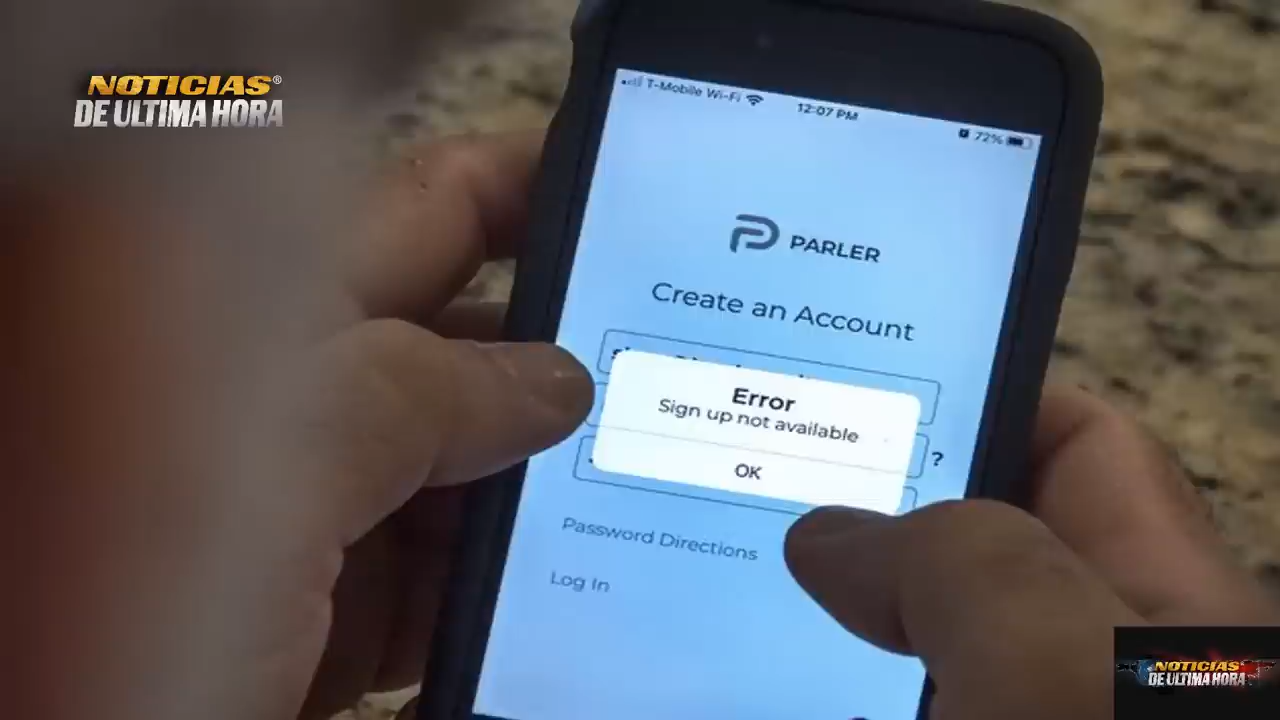 NOTICIAS®
DE ULTIMA HORA
T-Mobile Wi-Fi
12:07 PM
72%
PARLER
Create an Account
Error
Sign up not available
OK
?
Password Directions
Log In
NOTICIAS
DE ULTIMA HORA